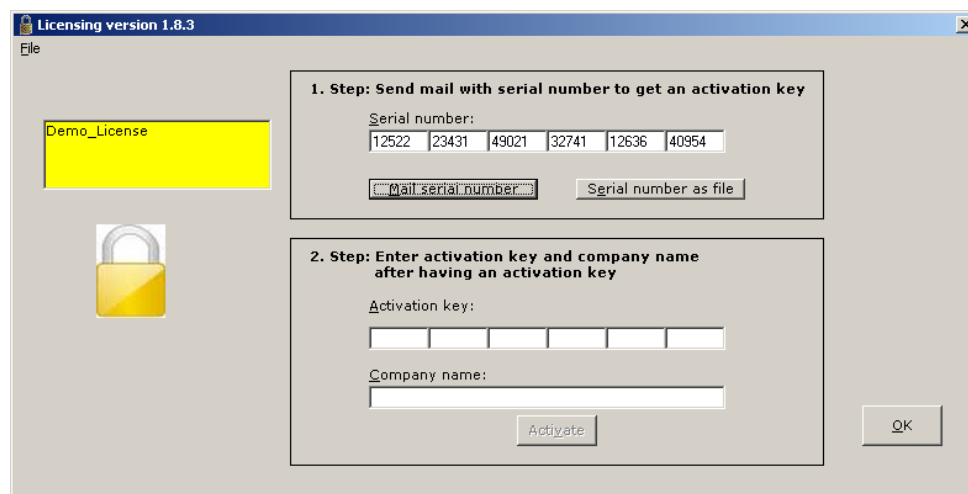 Licensing version 1.8.3
File
Demo_License
1. Step: Send mail with serial number to get an activation key
Serial number:
12522 23431 49021 32741 12636 40954
Mail serial number Serial number as file
2. Step: Enter activation key and company name
after having an activation key
Activation key:
Company name:
Activate
OK